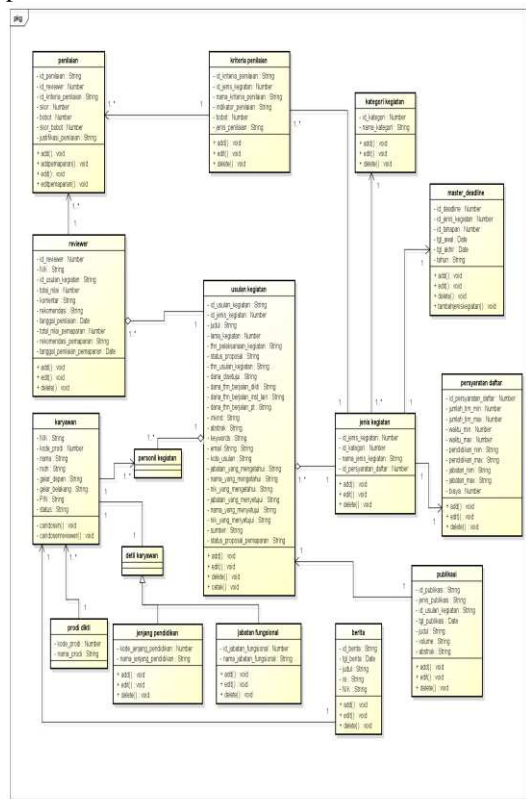 pkg
penilaian
- id_penilaian : String
- id_reviewer : Number
- id_kriteria_penilaian : String
- skor : Number
- bobot : Number
- skor_bobot : Number
- justifikasi_penilaian : String
+ add() : void
+ addpemaparan() : void
+ edit() : void
+ editpemaparan() : void
kriteria penilaian
- id_kriteria_penilaian : String
- id_jenis_kegiatan : Number
- nama_kriteria_penilaian : String
- indikator_penilaian : String
- bobot : Number
- jenis_penilaian : String
+ add() : void
+ edit() : void
+ delete() : void
kategori kegiatan
- id_kategori : Number
- nama_kategori : String
+ add() : void
+ edit() : void
+ delete() : void
master_deadline
- id_deadline : Number
- id_jenis_kegiatan : Number
- id_tahapan : Number
- tgl_awal : Date
- tgl_akhir : Date
- tahun : String
+ add() : void
+ edit() : void
+ delete() : void
+ tambahjeniskegiatan() : void
reviewer
- id_reviewer : Number
- NIK : String
- id_usulan_kegiatan : String
- total_nilai : Number
- komentar : String
- rekomendasi : String
- tanggal_penilaian : Date
- total_nilai_pemaparan : Number
- rekomendasi_pemaparan : String
- tanggal_penilaian_pemaparan : Date
+ add() : void
+ edit() : void
+ delete() : void
usulan kegiatan
- id_usulan_kegiatan : String
- id_jenis_kegiatan : Number
- judul : String
- lama_kegiatan : Number
- thn_pelaksanaan_kegiatan : String
- status_proposal : String
- thn_usulan_kegiatan : String
- dana_disetujui : String
- dana_thn_berjalan_dikti : String
- dana_thn_berjalan_inst_lain : String
- dana_thn_berjalan_pt : String
- abstrak : String
- keywords : String
- email : String
- kota_usulan : String
- jabatan_yang_mengetahui : String
- nama_yang_mengetahui : String
- nik_yang_mengetahui : String
- jabatan_yang_menyetujui : String
- nama_yang_menyetujui : String
- nik_yang_menyetujui : String
- sumber : String
- status_proposal_pemaparan : String
+ add() : void
+ edit() : void
+ delete() : void
+ cetak() : void
persyaratan daftar
- id_persyaratan_daftar : Number
- jumlah_trm_min : Number
- jumlah_trm_max : Number
- waktu_min : Number
- waktu_max : Number
- pendidikan_min : String
- pendidikan_max : String
- jabatan_min : String
- jabatan_max : String
- biaya : Number
+ add() : void
+ edit() : void
+ delete() : void
karyawan
- NIK : String
- kode_prodi : Number
- nama : String
- nidn : String
- gelar_depan : String
- gelar_belakang : String
- PIN : String
- status : String
+ caridosen() : void
+ caridosenreviewer() : void
personil kegiatan
jenis kegiatan
- id_jenis_kegiatan : Number
- id_kategori : Number
- nama_jenis_kegiatan : String
- id_persyaratan_daftar : Number
+ add() : void
+ edit() : void
+ delete() : void
detil karyawan
publikasi
- id_publikasi : String
- jenis_publikasi : String
- id_usulan_kegiatan : String
- tgl_publikasi : Date
- judul : String
- volume : String
- abstrak : String
+ add() : void
+ edit() : void
+ delete() : void
prodi dikti
- kode_prodi : Number
- nama_prodi : String
jenjang pendidikan
- kode_jenjang_pendidikan : Number
- nama_jenjang_pendidikan : String
+ add() : void
+ edit() : void
+ delete() : void
jabatan fungsional
- id_jabatan_fungsional : Number
- nama_jabatan_fungsional : String
+ add() : void
+ edit() : void
+ delete() : void
berita
- id_berita : String
- tgl_berita : Date
- judul : String
- isi : String
- NIK : String
+ add() : void
+ edit() : void
+ delete() : void